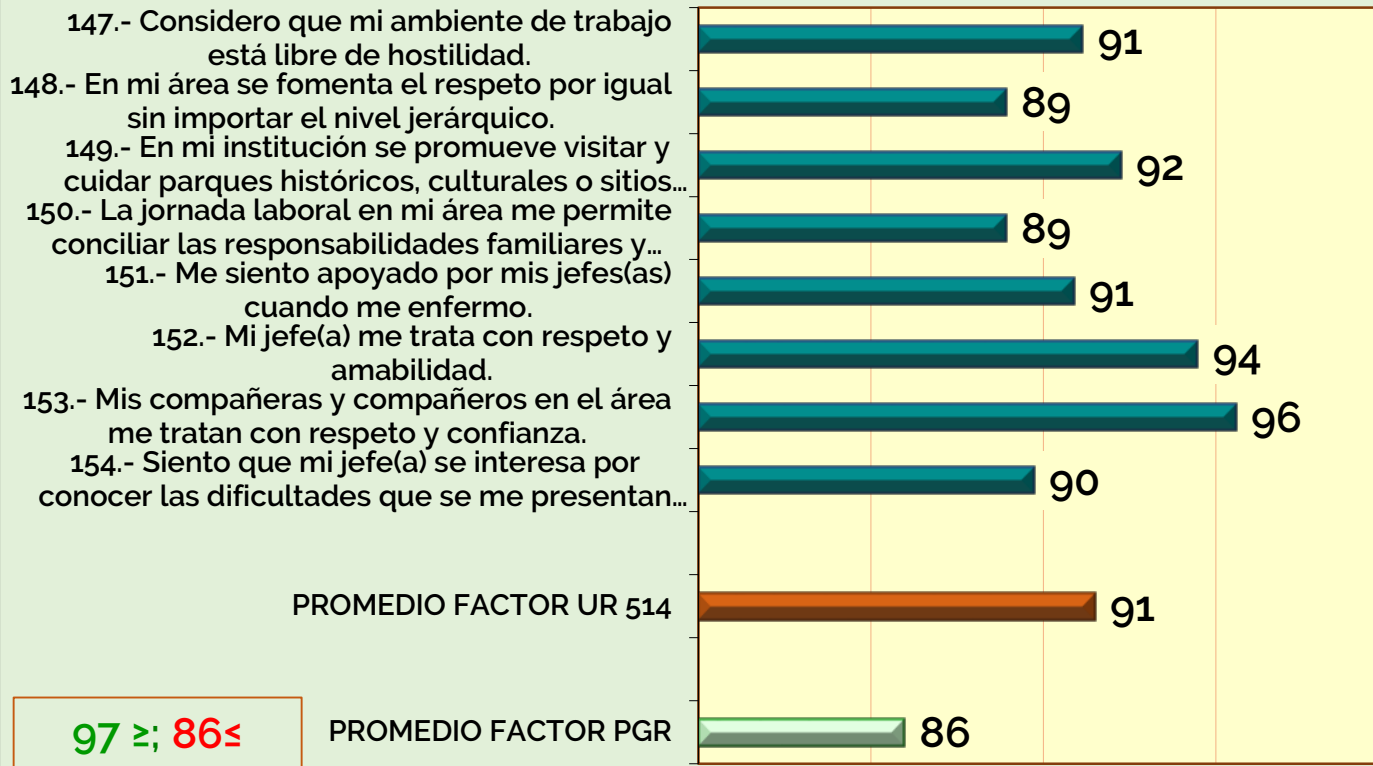 147.- Considero que mi ambiente de trabajo
está libre de hostilidad.
91
148.- En mi área se fomenta el respeto por igual
sin importar el nivel jerárquico.
89
149.- En mi institución se promueve visitar y
cuidar parques históricos, culturales o sitios...
92
150.- La jornada laboral en mi área me permite
conciliar las responsabilidades familiares y...
89
151.- Me siento apoyado por mis jefes(as)
cuando me enfermo.
91
152.- Mi jefe(a) me trata con respeto y
amabilidad.
94
153.- Mis compañeras y compañeros en el área
me tratan con respeto y confianza.
96
154.- Siento que mi jefe(a) se interesa por
conocer las dificultades que se me presentan...
90
PROMEDIO FACTOR UR 514
91
97 ≥; 86≤
PROMEDIO FACTOR PGR
86